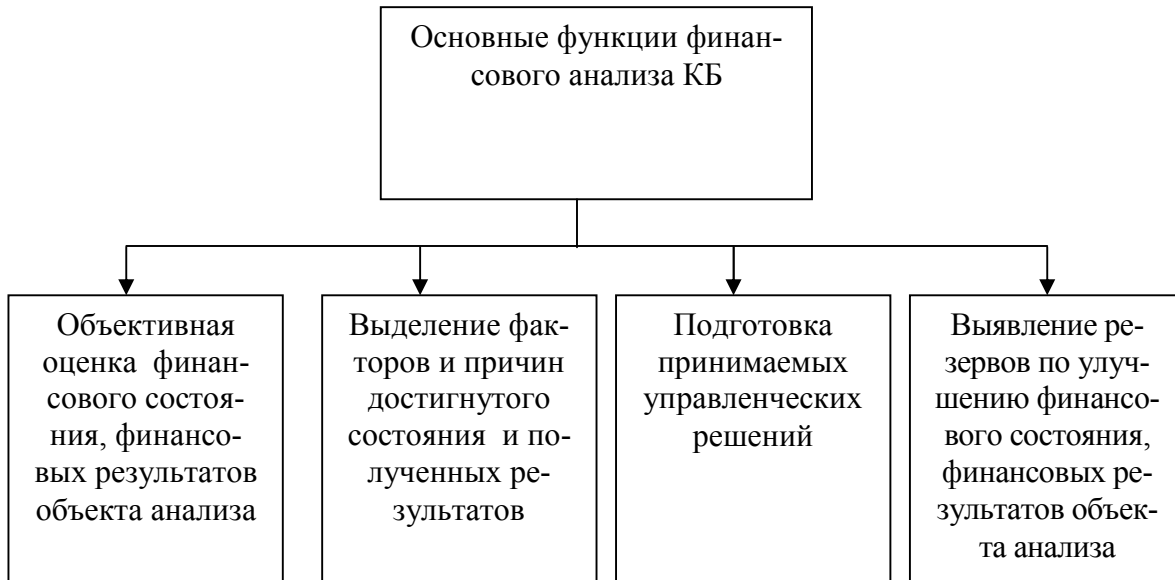 Основные функции финан-
сового анализа КБ
Объективная
оценка финан-
сового состоя-
ния, финансо-
вых результатов
объекта анализа
Выделение фак-
торов и причин
достигнутого
состояния и по-
лученных ре-
зультатов
Подготовка
принимаемых
управленческих
решений
Выявление ре-
зервов по улуч-
шению финансо-
вого состояния,
финансовых ре-
зультатов объек-
та анализа